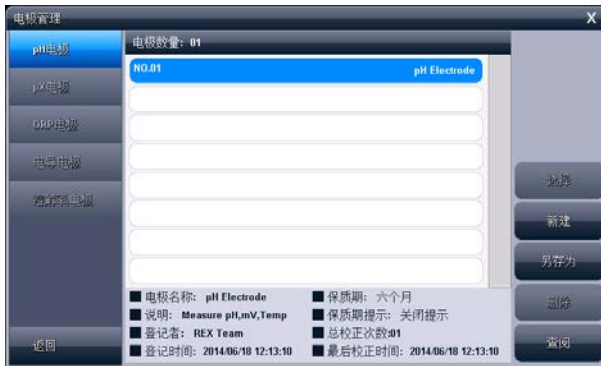 电极管理 X
pH电极
pX电极
ORP电极
电导电极
溶解氧电极
返回
电极数量: 01
NO.01 pH Electrode
电极名称: pH Electrode
说明: Measure pH,mV,Temp
登记者: REX Team
登记时间: 2014/06/18 12:13:10
保质期: 六个月
保质期提示: 关闭提示
总校正次数:01
最后校正时间: 2014/06/18 12:13:10
选择
新建
另存为
删除
查阅